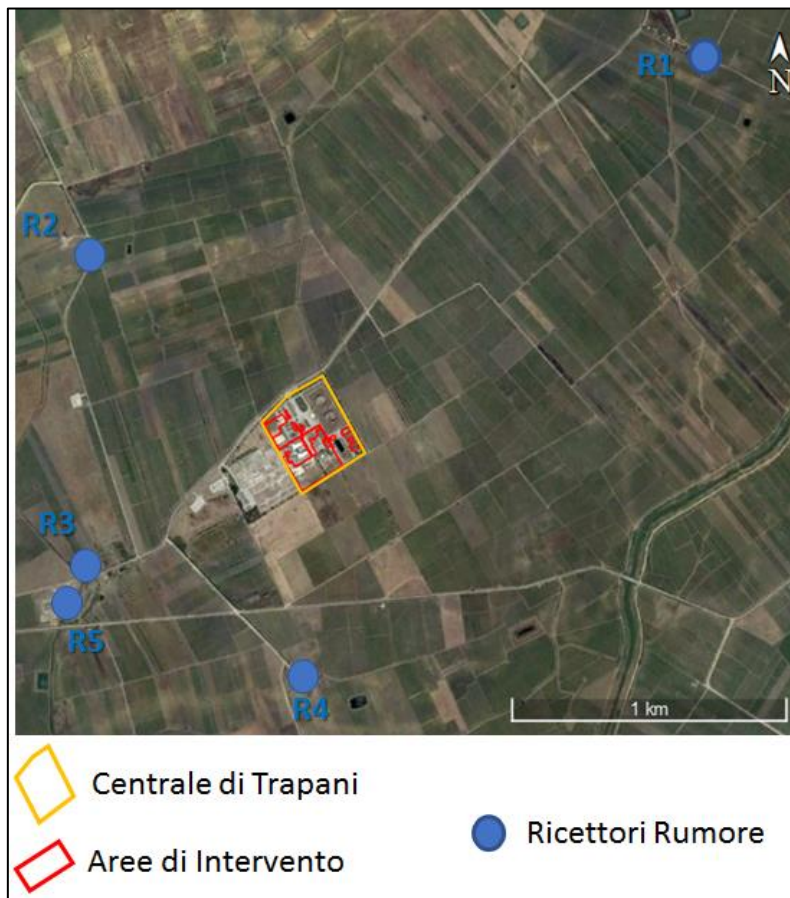 R1
N
R2
R3
R5
R4
1 km
Centrale di Trapani
Aree di Intervento
Ricettori Rumore